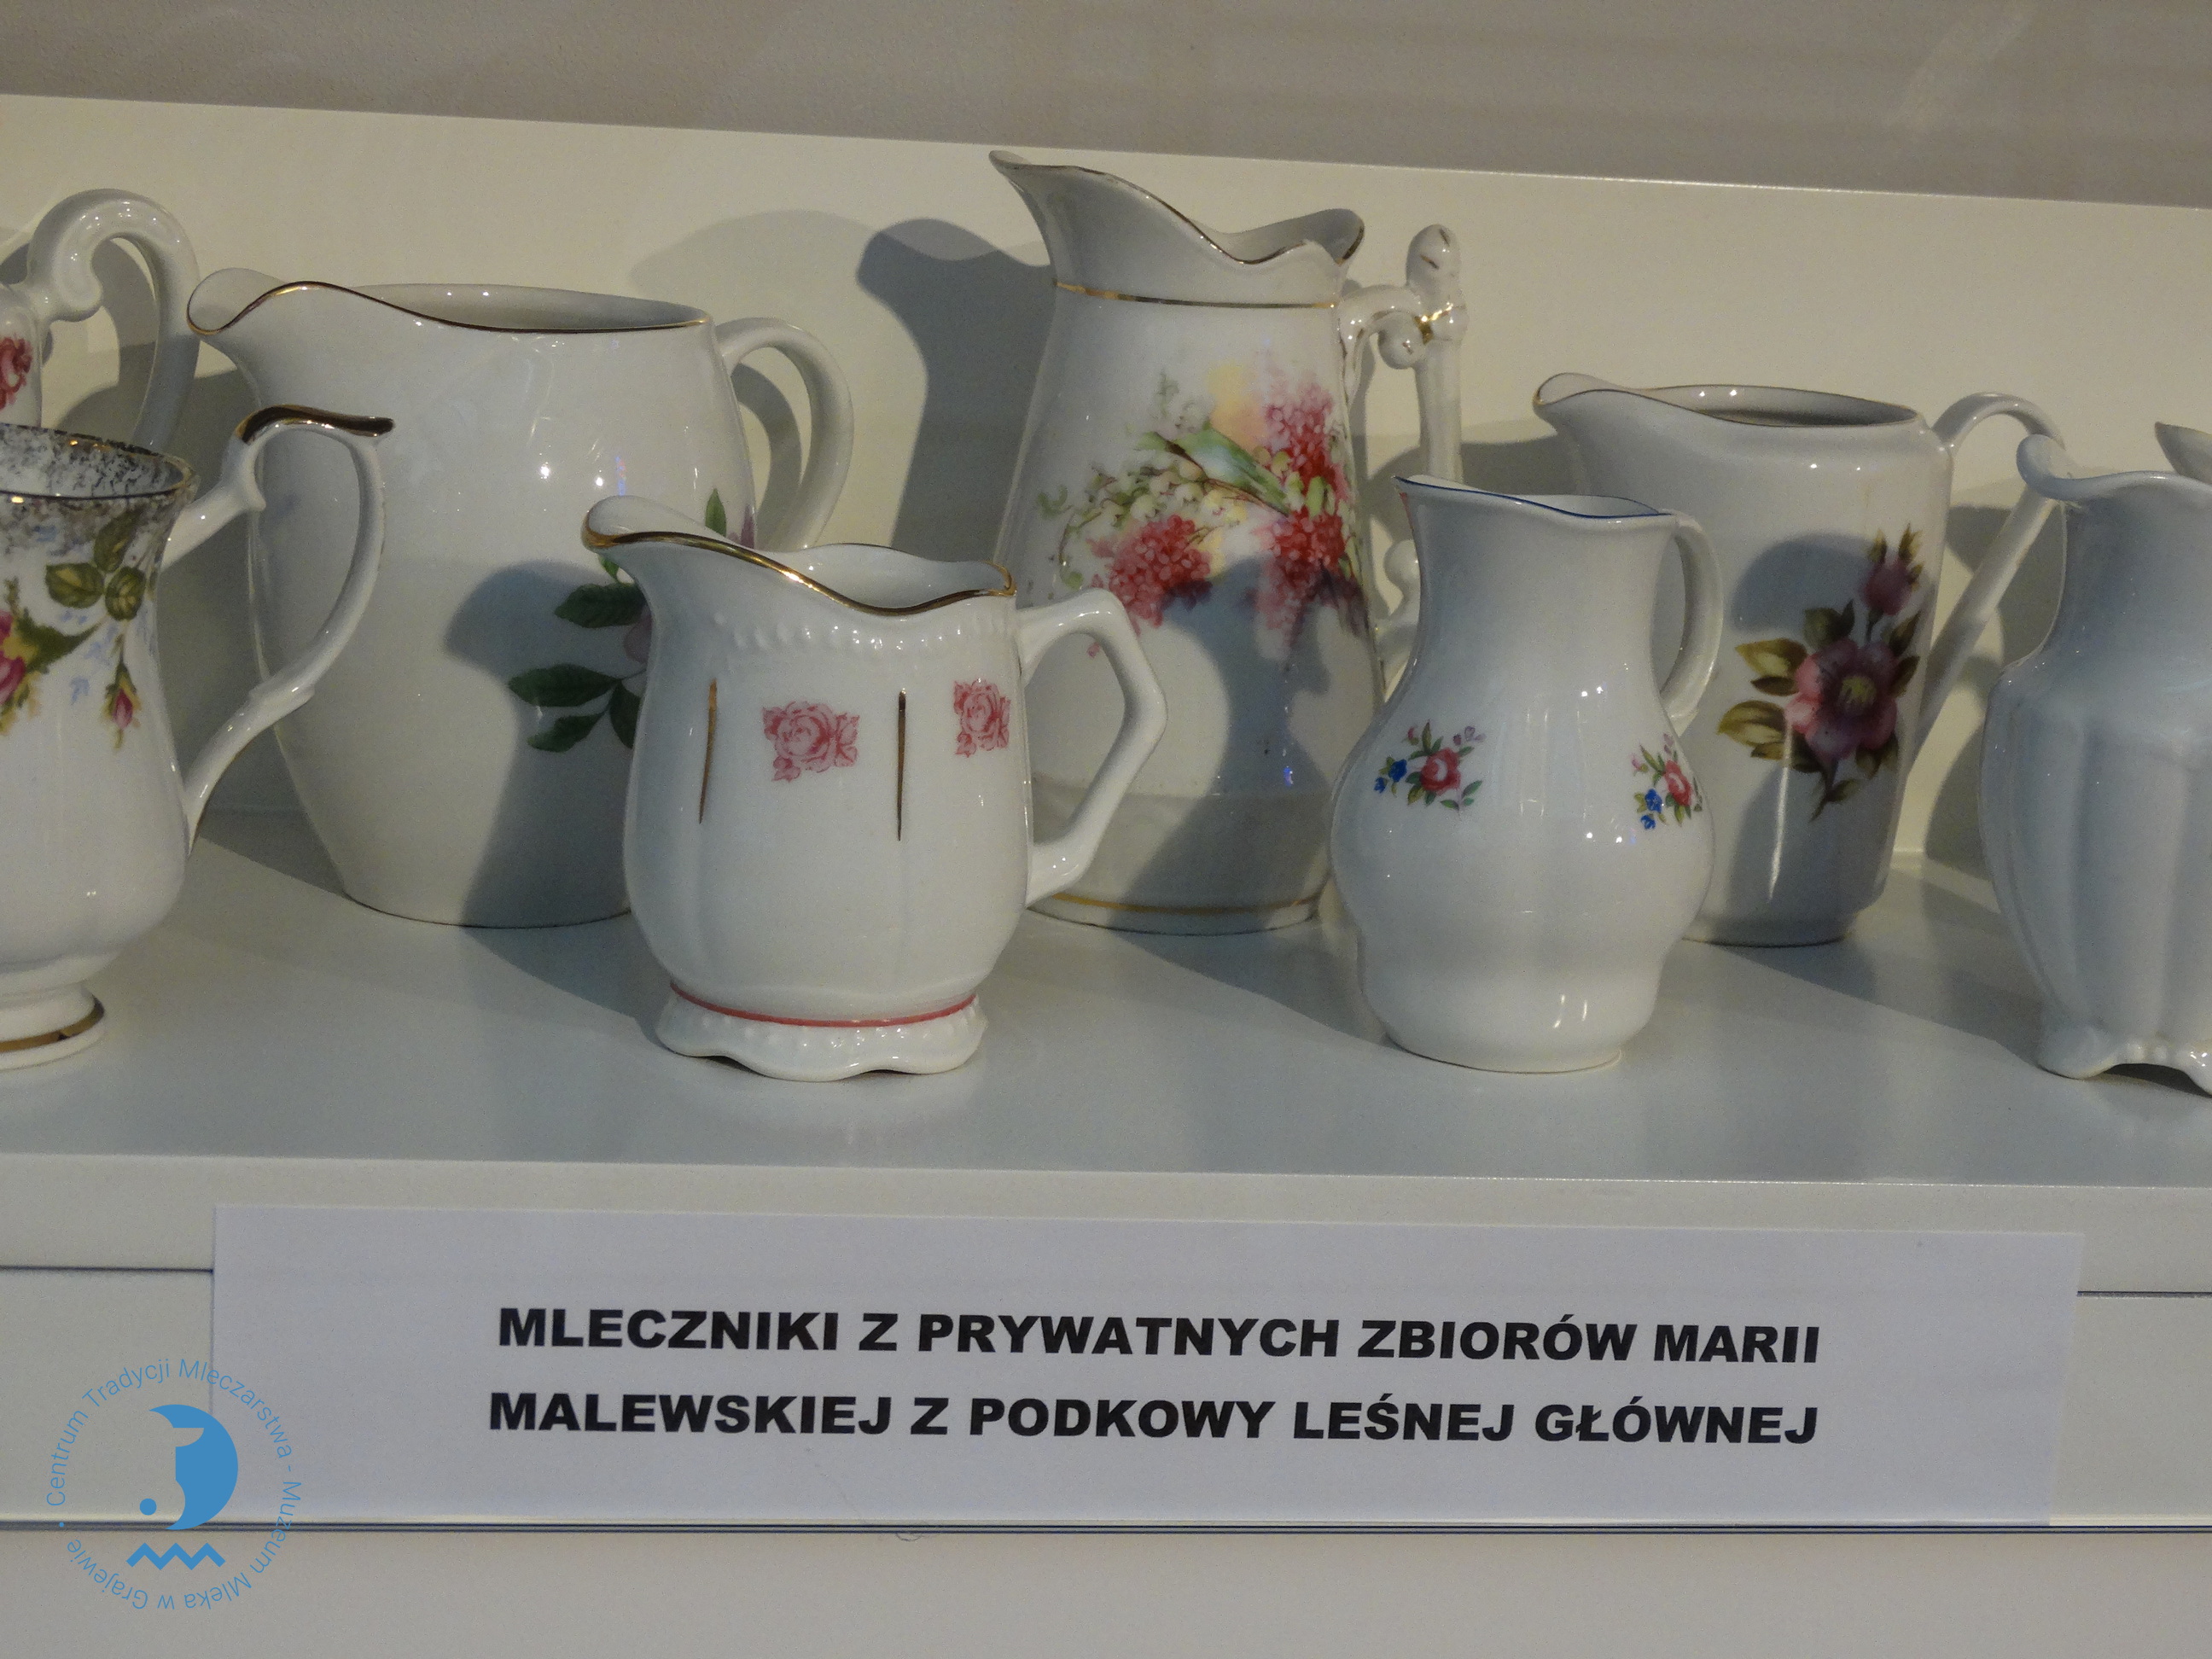 MLECZNIKI Z PRYWATNYCH ZBIORÓW MARII
MALEWSKIEJ Z PODKOWY LEŚNEJ GŁÓWNEJ
Centrum Tradycji Mleczarstwa - Muzeum Mleka w Grajewie •